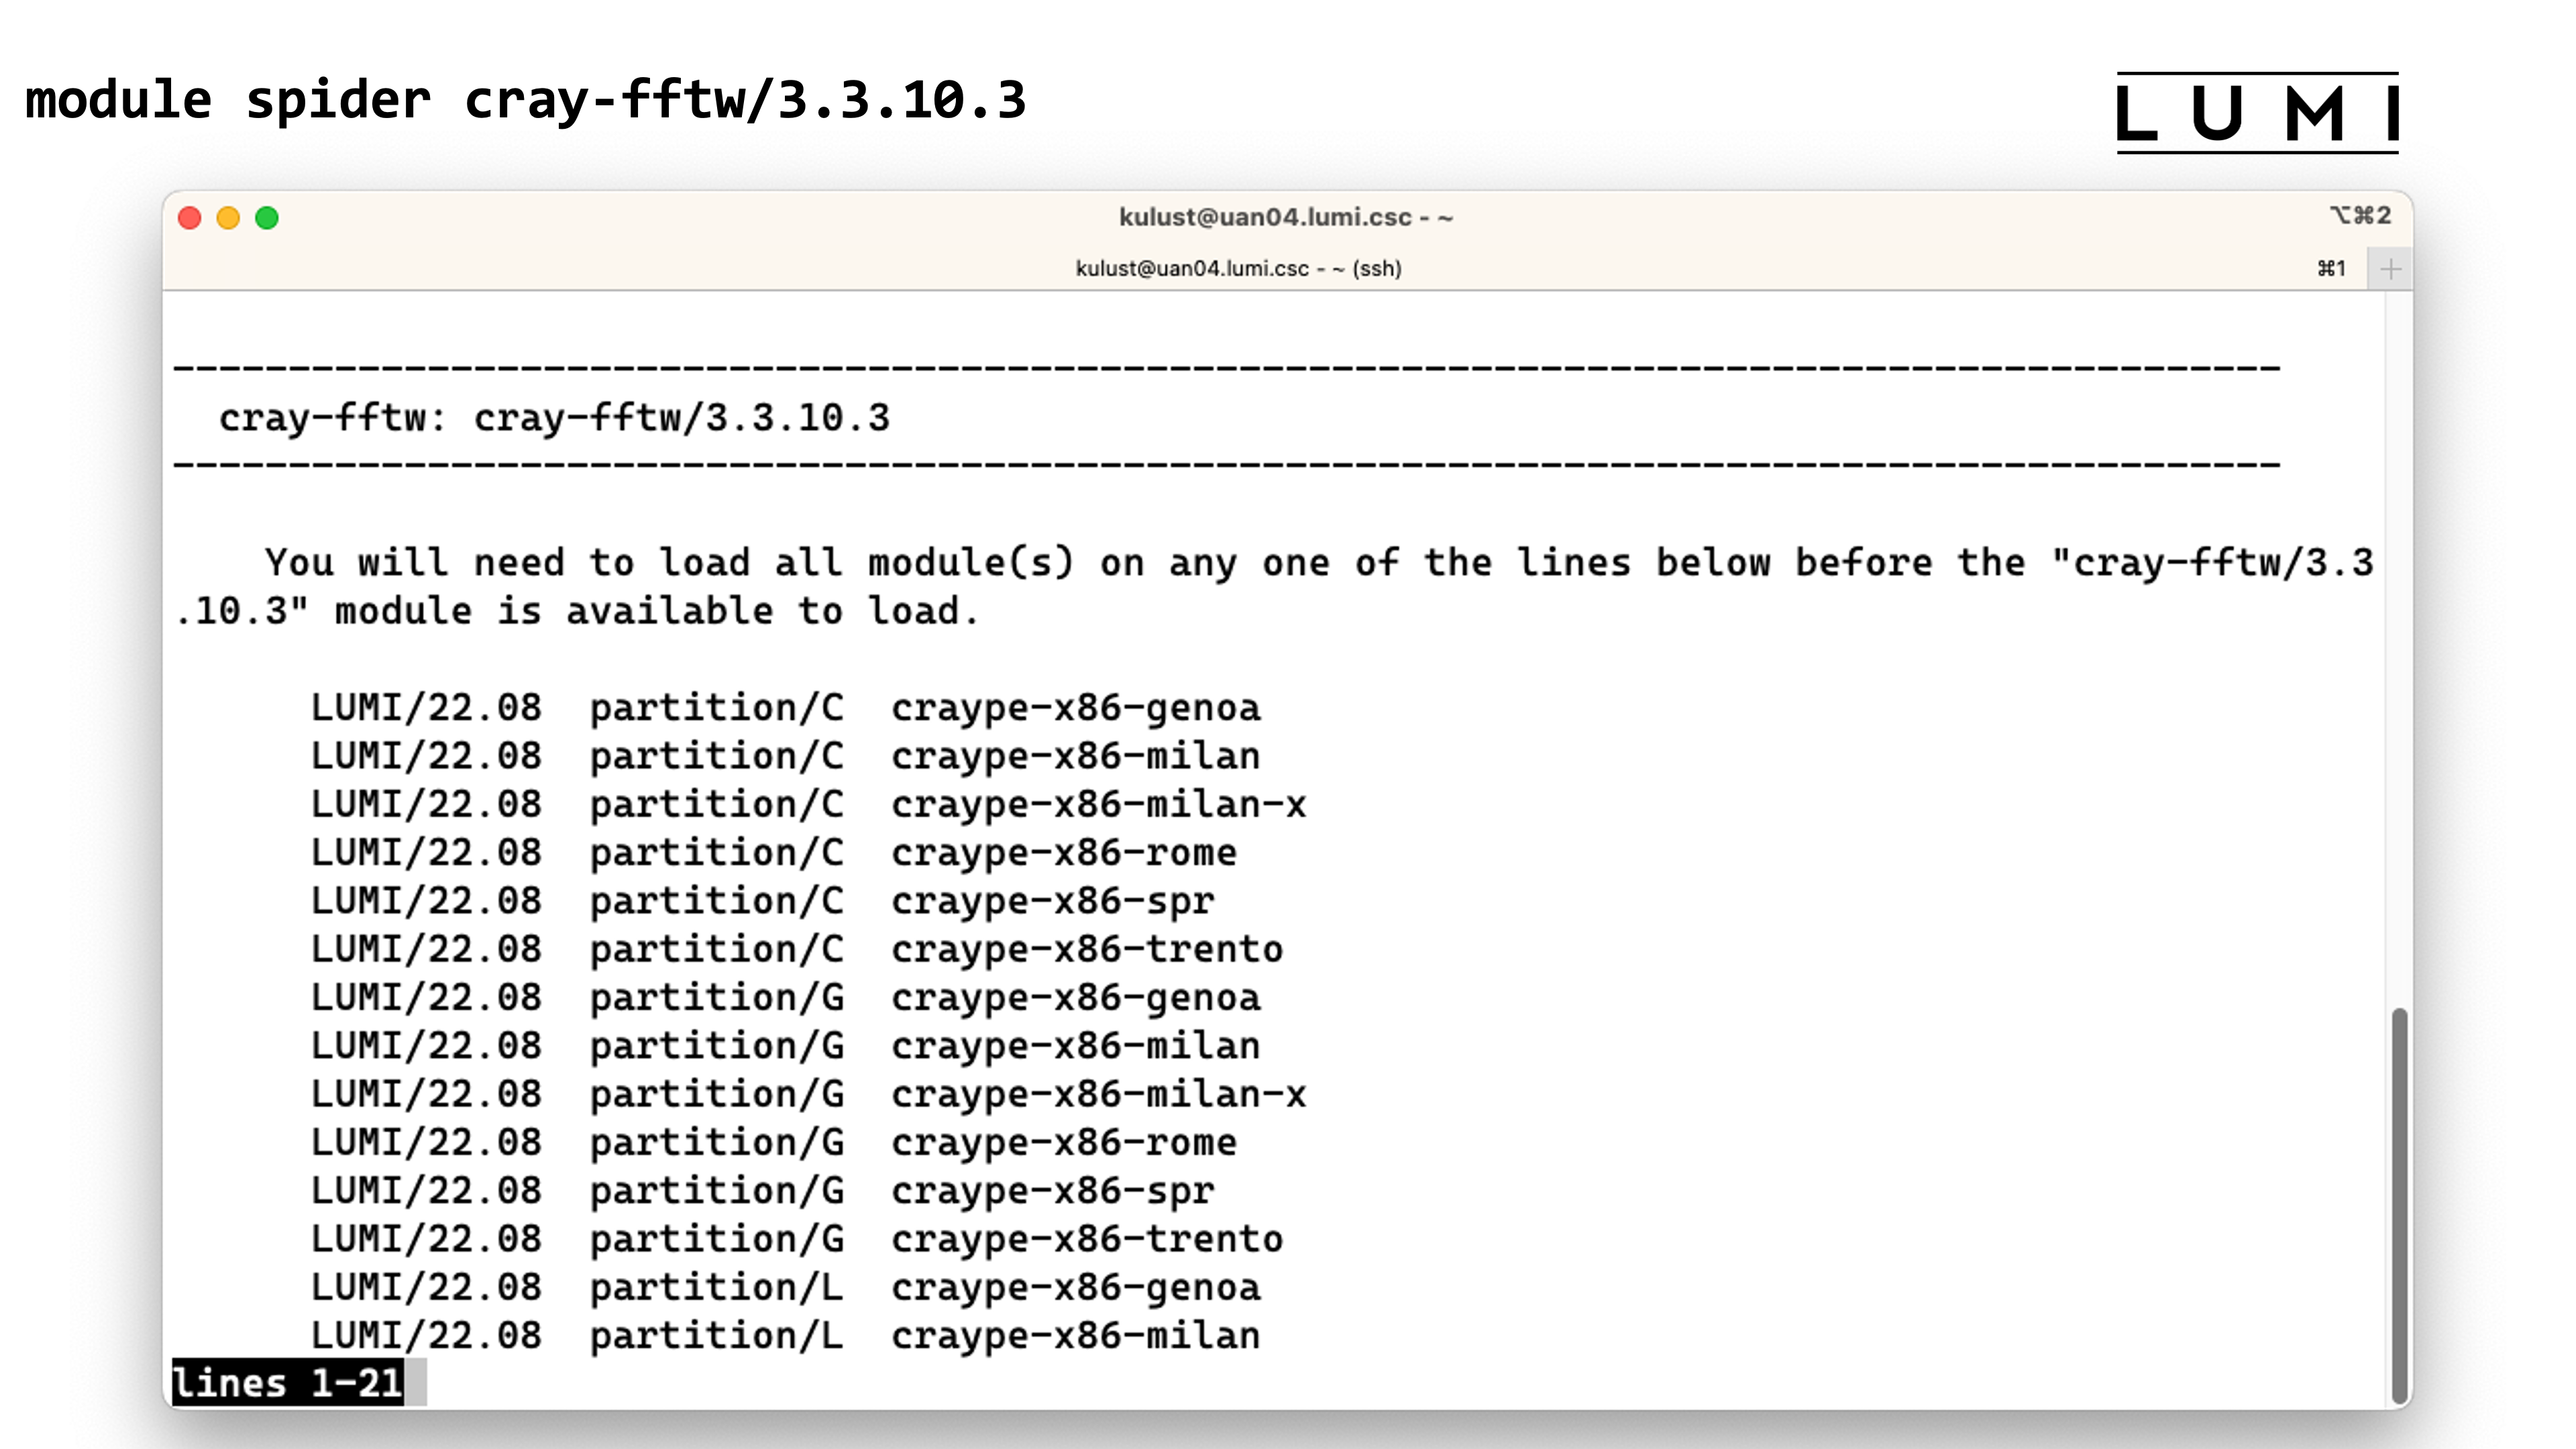 module spider cray-fftw/3.3.10.3
LUMI
kulust@uan04.lumi.csc - ~
⌥⌘2
kulust@uan04.lumi.csc - ~ (ssh)
⌘1
+
--------------------------------------------------------------------------------------------
cray-fftw: cray-fftw/3.3.10.3
--------------------------------------------------------------------------------------------
You will need to load all module(s) on any one of the lines below before the "cray-fftw/3.3
.10.3" module is available to load.
LUMI/22.08  partition/C  craype-x86-genoa
LUMI/22.08  partition/C  craype-x86-milan
LUMI/22.08  partition/C  craype-x86-milan-x
LUMI/22.08  partition/C  craype-x86-rome
LUMI/22.08  partition/C  craype-x86-spr
LUMI/22.08  partition/C  craype-x86-trento
LUMI/22.08  partition/G  craype-x86-genoa
LUMI/22.08  partition/G  craype-x86-milan
LUMI/22.08  partition/G  craype-x86-milan-x
LUMI/22.08  partition/G  craype-x86-rome
LUMI/22.08  partition/G  craype-x86-spr
LUMI/22.08  partition/G  craype-x86-trento
LUMI/22.08  partition/L  craype-x86-genoa
LUMI/22.08  partition/L  craype-x86-milan
lines 1-21